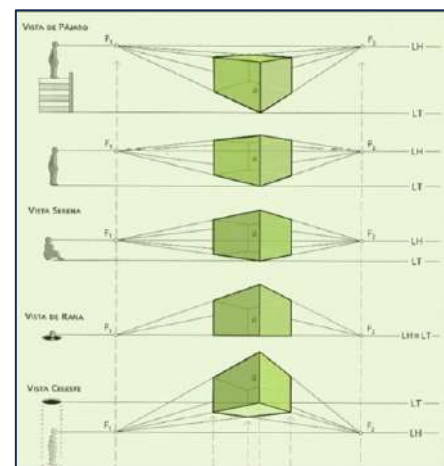 VISTA DE PÁJARO
F₁ F₂ LH
LT
F₁ F₂ LH
LT
VISTA SERENA
F₁ F₂ LH
LT
VISTA DE RANA
F₁ F₂ LH=LT
VISTA CELESTE
LT
F₁ F₂ LH